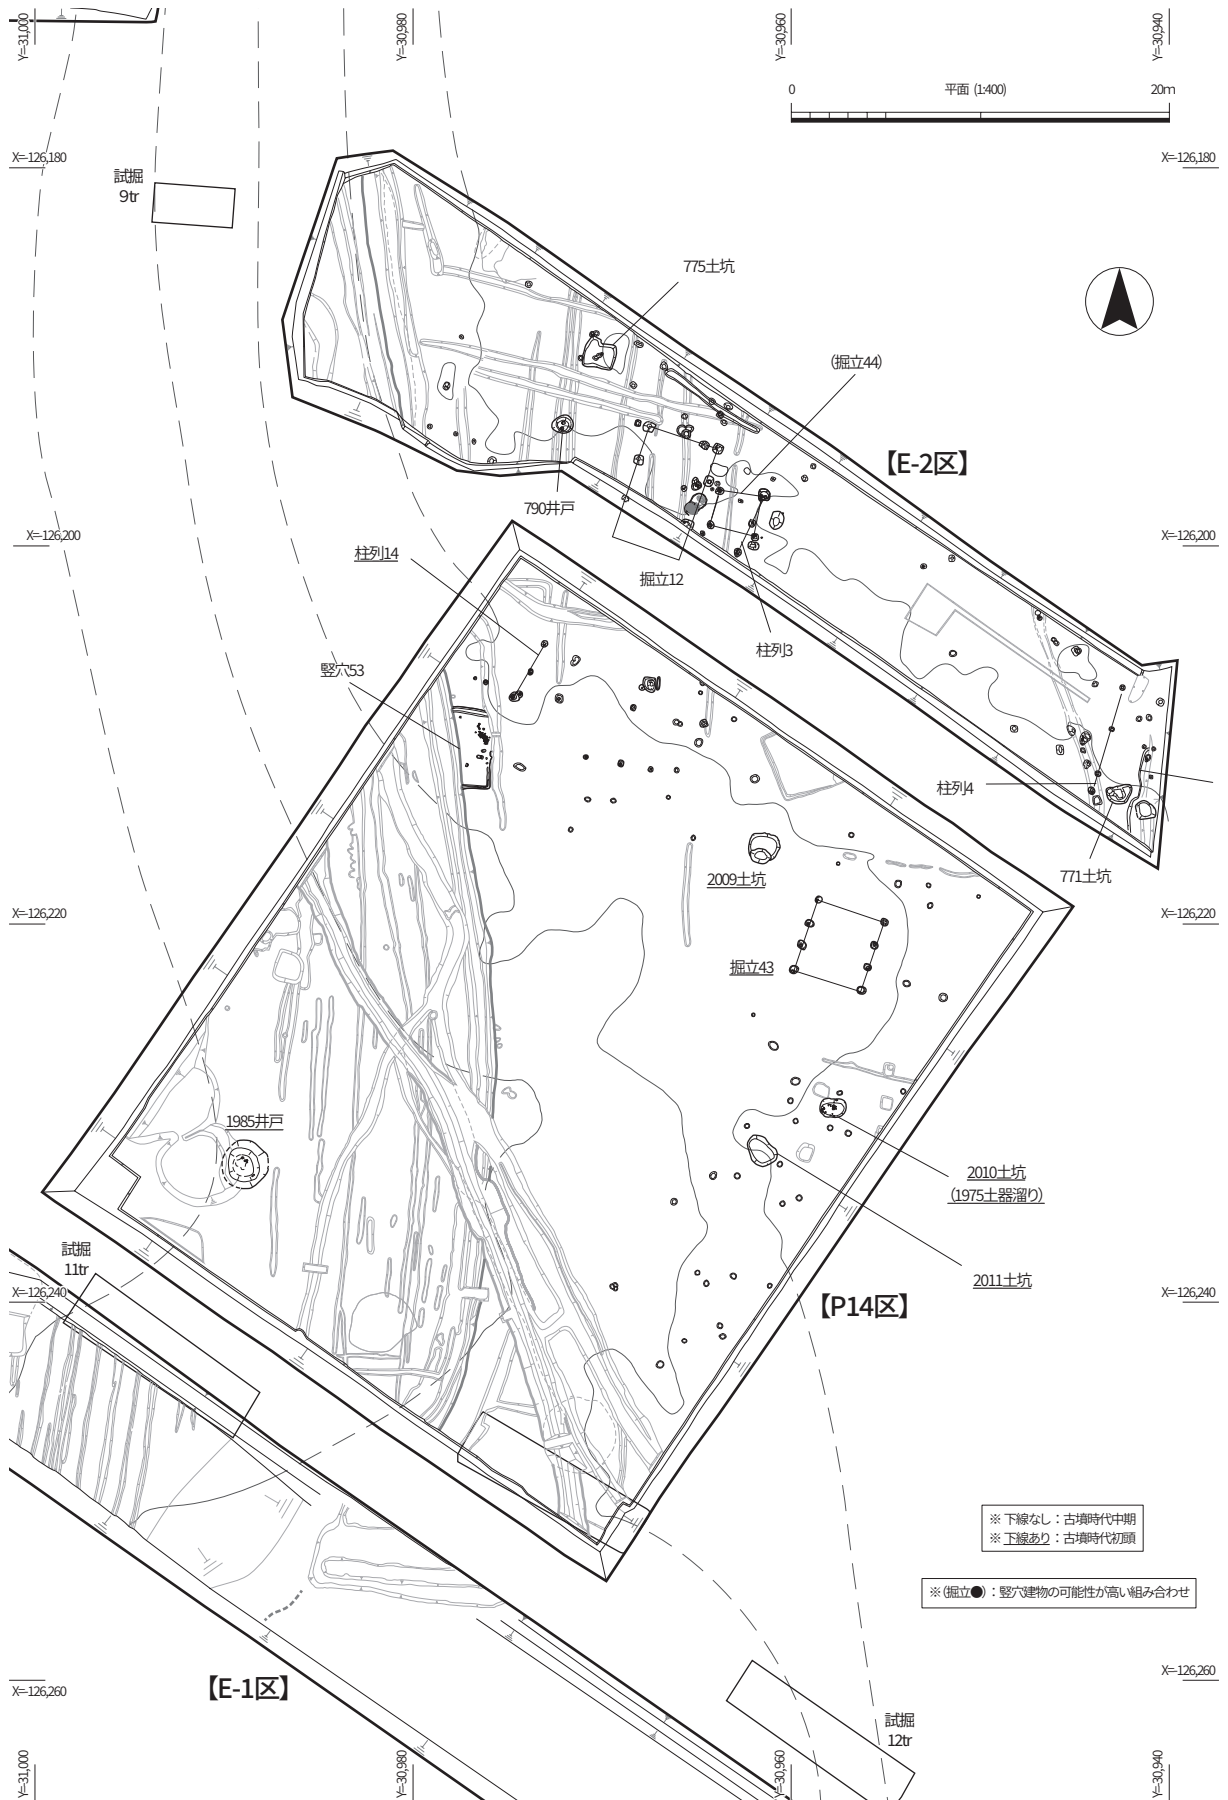 Y=-31,000
Y=-30,980
Y=-30,960
Y=-30,940
0
平面 (1:400)
20m
X=-126,180
X=-126,180
試掘
9tr
775土坑
(掘立44)
【E-2区】
790井戸
X=-126,200
X=-126,200
柱列14
掘立12
柱列3
竪穴53
柱列4
771土坑
2009土坑
X=-126,220
X=-126,220
掘立43
1985井戸
2010土坑
(1975土器溜り)
試掘
11tr
2011土坑
X=-126,240
X=-126,240
【P14区】
※ 下線なし：古墳時代中期
※ 下線あり：古墳時代初頭
※(掘立●)：竪穴建物の可能性が高い組み合わせ
X=-126,260
X=-126,260
【E-1区】
試掘
12tr
Y=-31,000
Y=-30,980
Y=-30,960
Y=-30,940